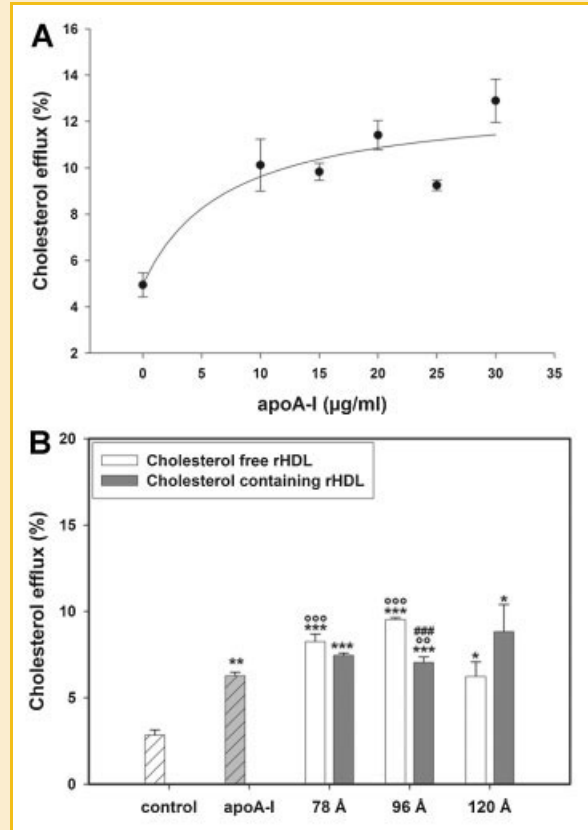 A
16
14
12
10
8
6
4
2
Cholesterol efflux (%)
0 5 10 15 20 25 30 35
apoA-I (µg/ml)
B
20
15
10
5
0
Cholesterol efflux (%)
Cholesterol free rHDL
Cholesterol containing rHDL
**
°°°
***
***
°°°
***
###
°°
***
*
*
control apoA-I 78 Å 96 Å 120 Å